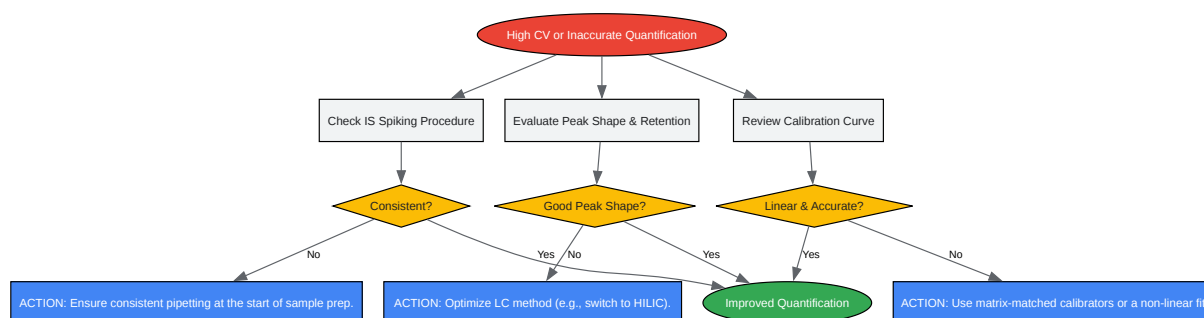 High CV or Inaccurate Quantification
Check IS Spiking Procedure
Evaluate Peak Shape & Retention
Review Calibration Curve
Consistent?
Good Peak Shape?
Linear & Accurate?
No
Yes
No
Yes
Yes
No
ACTION: Ensure consistent pipetting at the start of sample prep.
ACTION: Optimize LC method (e.g., switch to HILIC).
Improved Quantification
ACTION: Use matrix-matched calibrators or a non-linear fit